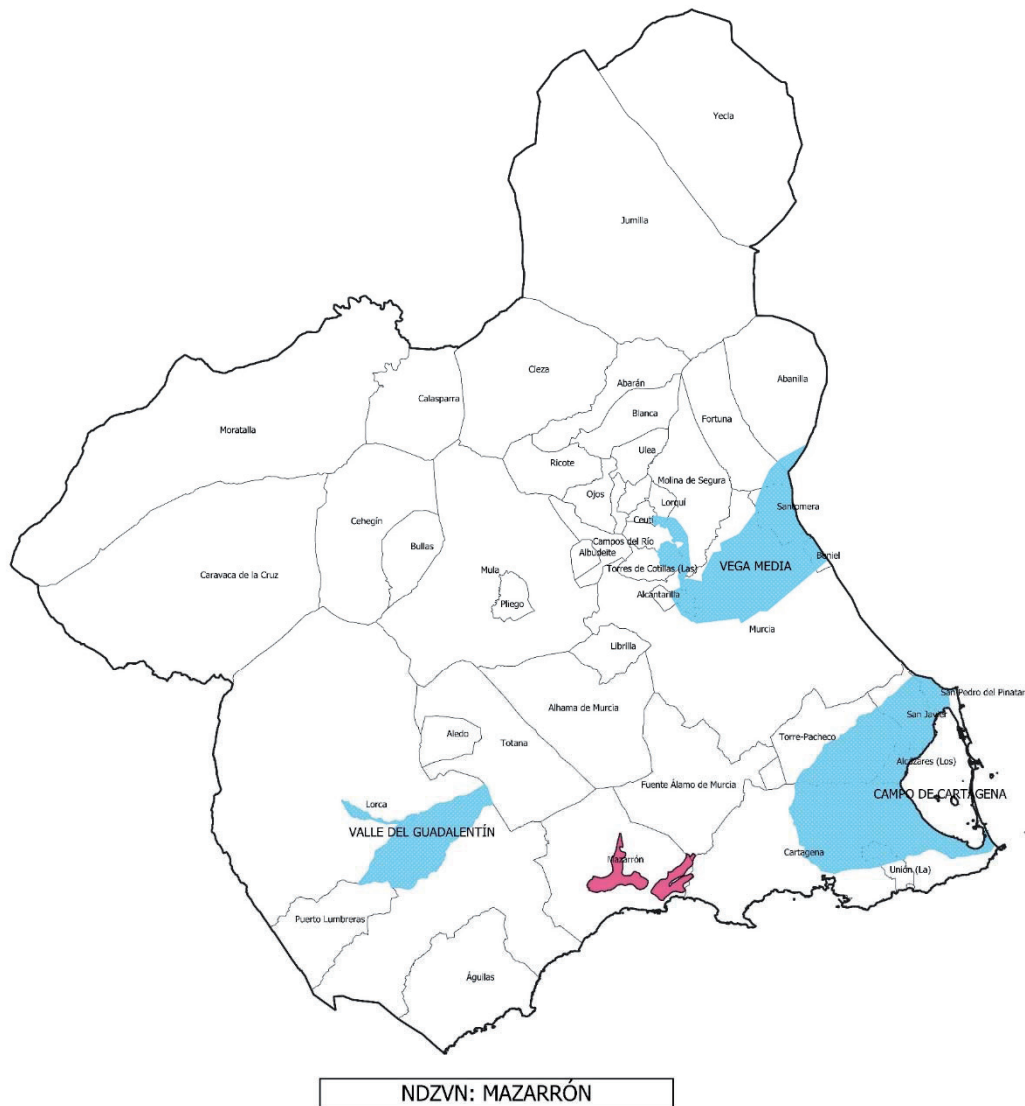 Yecla
Jumilla
Cieza
Abarán
Abanilla
Calasparra
Blanca
Fortuna
Moratalla
Ulea
Ricote
Molina de Segura
Ojos
Lorquí
Santomera
Ceutí
Cehegín
Campos del Río
Bullas
Albudeite
Beniel
Mula
Torres de Cotillas (Las)
VEGA MEDIA
Caravaca de la Cruz
Alcantarilla
Pliego
Murcia
Librilla
San Pedro del Pinatar
Alhama de Murcia
San Javier
Aledo
Totana
Torre-Pacheco
Alcázares (Los)
Fuente Álamo de Murcia
CAMPO DE CARTAGENA
Lorca
VALLE DEL GUADALENTÍN
Cartagena
Mazarrón
Unión (La)
Puerto Lumbreras
Águilas
NDZVN: MAZARRÓN